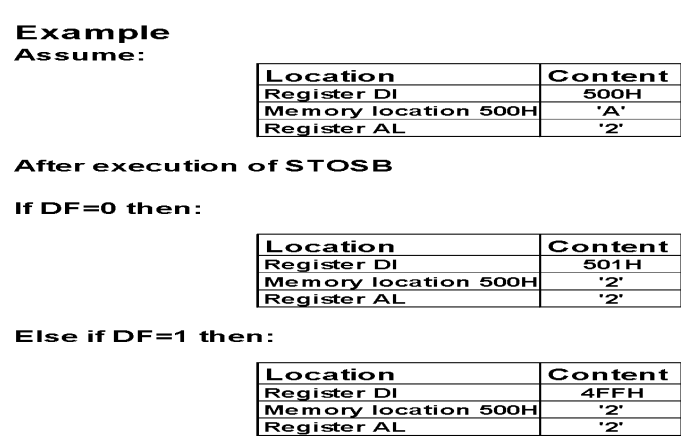 Example
Assume:
Location Content
Register DI 500H
Memory location 500H 'A'
Register AL '2'
After execution of STOSB
If DF=0 then:
Location Content
Register DI 501H
Memory location 500H '2'
Register AL '2'
Else if DF=1 then:
Location Content
Register DI 4FFH
Memory location 500H '2'
Register AL '2'